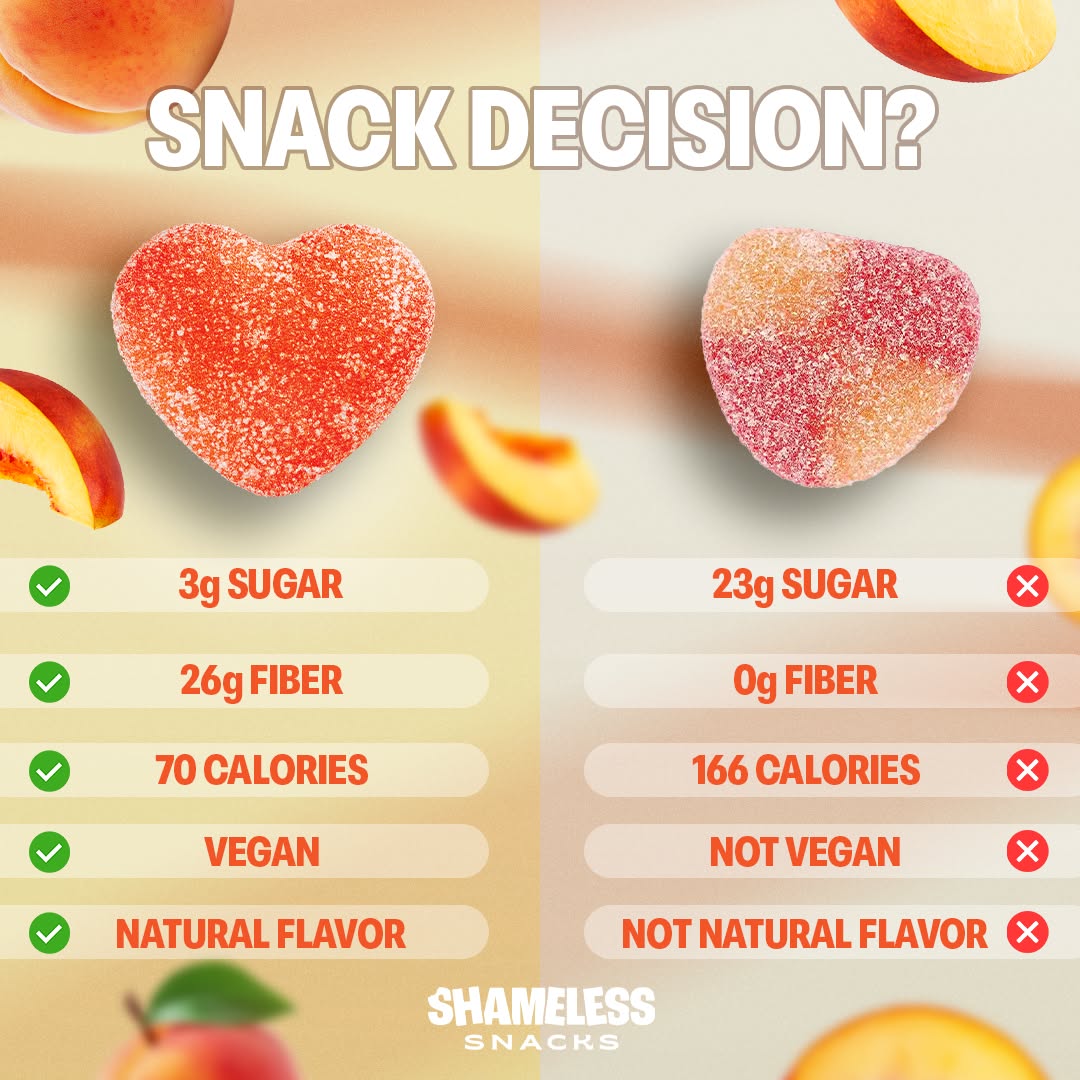 SNACK DECISION?
3g SUGAR
26g FIBER
70 CALORIES
VEGAN
NATURAL FLAVOR
23g SUGAR
0g FIBER
166 CALORIES
NOT VEGAN
NOT NATURAL FLAVOR
SHAMELESS
SNACKS